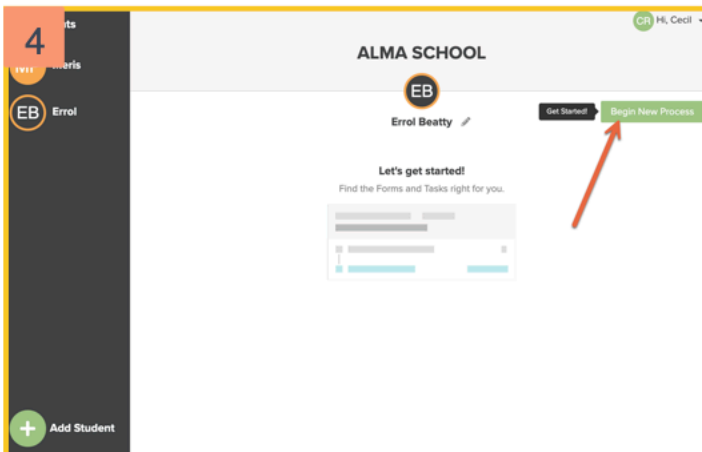 4
Hi, Cecil
ALMA SCHOOL
CR
EB
Errol
EB
Errol Beatty
Get Started!
Begin New Process
Let's get started!
Find the Forms and Tasks right for you.
+ Add Student